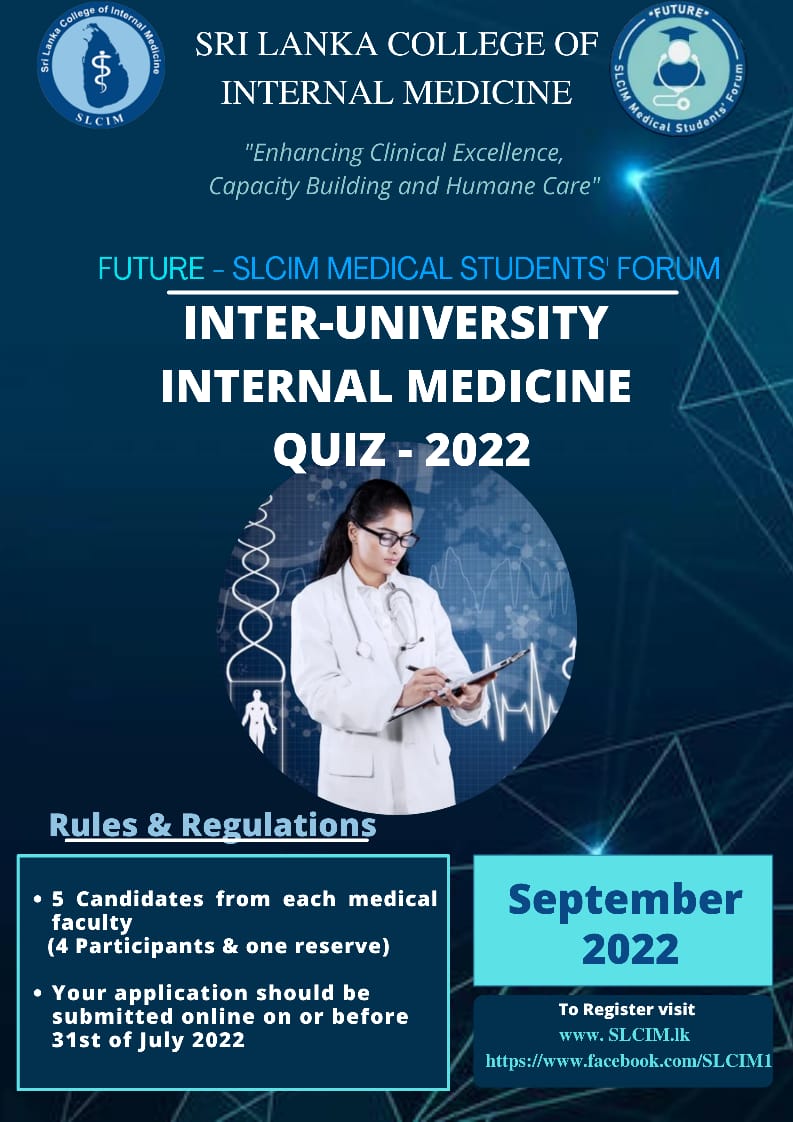 Sri Lanka College of Internal Medicine
SLCIM
SRI LANKA COLLEGE OF
INTERNAL MEDICINE
"FUTURE"
SLCIM Medical Students' Forum
"Enhancing Clinical Excellence,
Capacity Building and Humane Care"
FUTURE - SLCIM MEDICAL STUDENTS' FORUM
INTER-UNIVERSITY
INTERNAL MEDICINE
QUIZ - 2022
Rules & Regulations
• 5 Candidates from each medical
faculty
(4 Participants & one reserve)
• Your application should be
submitted online on or before
31st of July 2022
September
2022
To Register visit
www. SLCIM.lk
https://www.facebook.com/SLCIM1